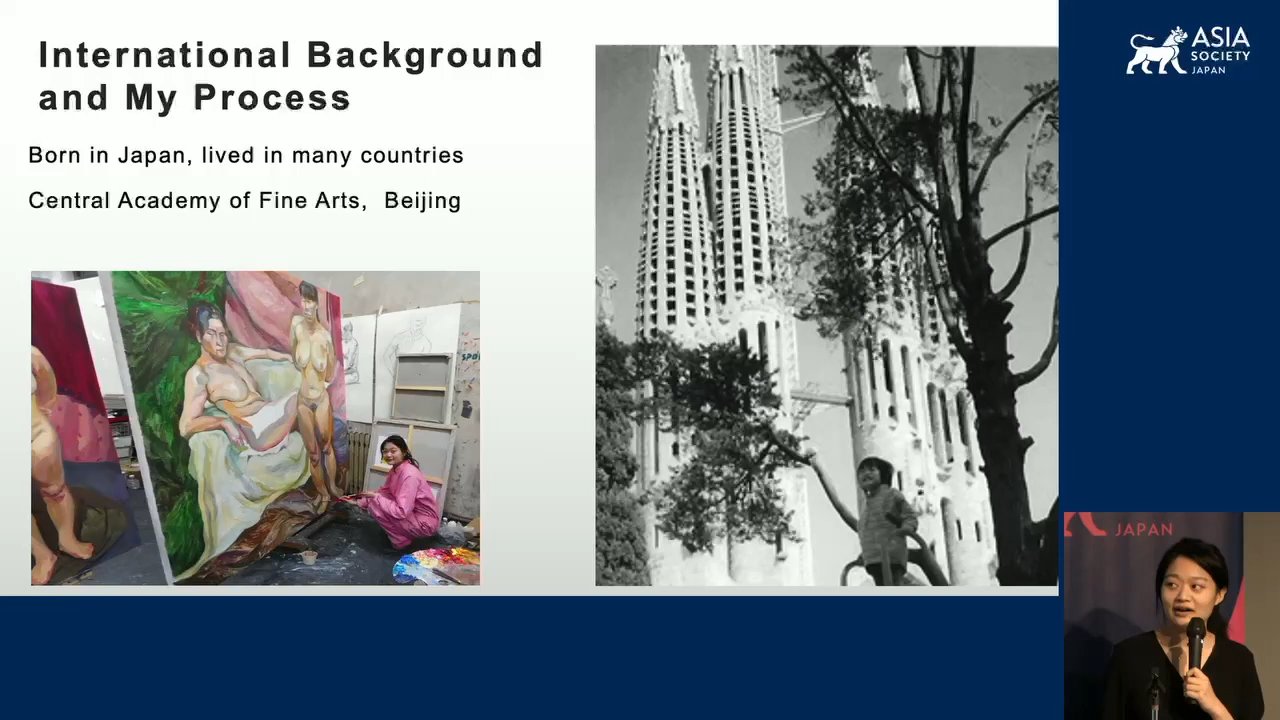 International Background
and My Process
Born in Japan, lived in many countries
Central Academy of Fine Arts,  Beijing
ASIA
SOCIETY
JAPAN
JAPAN